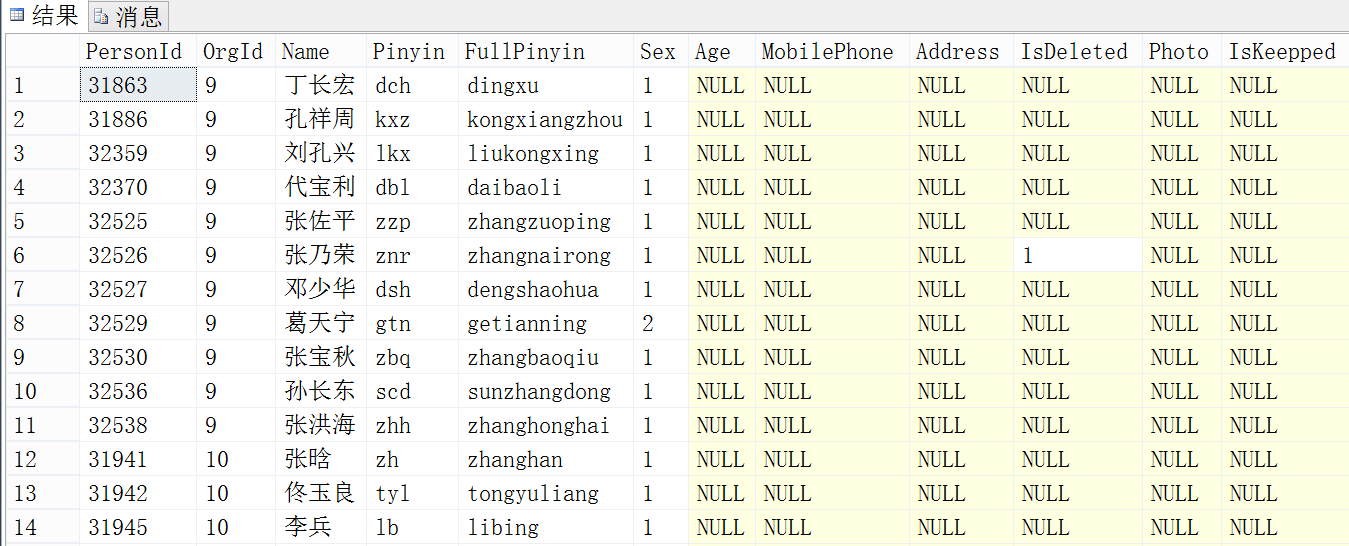 结果 消息
PersonId OrgId Name Pinyin FullPinyin Sex Age MobilePhone Address IsDeleted Photo IsKeepped
1 31863 9 丁长宏 dch dingxu 1 NULL NULL NULL NULL NULL NULL
2 31886 9 孔祥周 kxz kongxiangzhou 1 NULL NULL NULL NULL NULL NULL
3 32359 9 刘孔兴 lkx liukongxing 1 NULL NULL NULL NULL NULL NULL
4 32370 9 代宝利 dbl daibaoli 1 NULL NULL NULL NULL NULL NULL
5 32525 9 张佐平 zzp zhangzuoping 1 NULL NULL NULL NULL NULL NULL
6 32526 9 张乃荣 znr zhangnairong 1 NULL NULL NULL 1 NULL NULL
7 32527 9 邓少华 dsh dengshaohua 1 NULL NULL NULL NULL NULL NULL
8 32529 9 葛天宁 gtn getianning 2 NULL NULL NULL NULL NULL NULL
9 32530 9 张宝秋 zbq zhangbaoqiu 1 NULL NULL NULL NULL NULL NULL
10 32536 9 孙长东 scd sunzhangdong 1 NULL NULL NULL NULL NULL NULL
11 32538 9 张洪海 zhh zhanghonghai 1 NULL NULL NULL NULL NULL NULL
12 31941 10 张晗 zh zhanghan 1 NULL NULL NULL NULL NULL NULL
13 31942 10 佟玉良 tyl tongyuliang 1 NULL NULL NULL NULL NULL NULL
14 31945 10 李兵 lb libing 1 NULL NULL NULL NULL NULL NULL